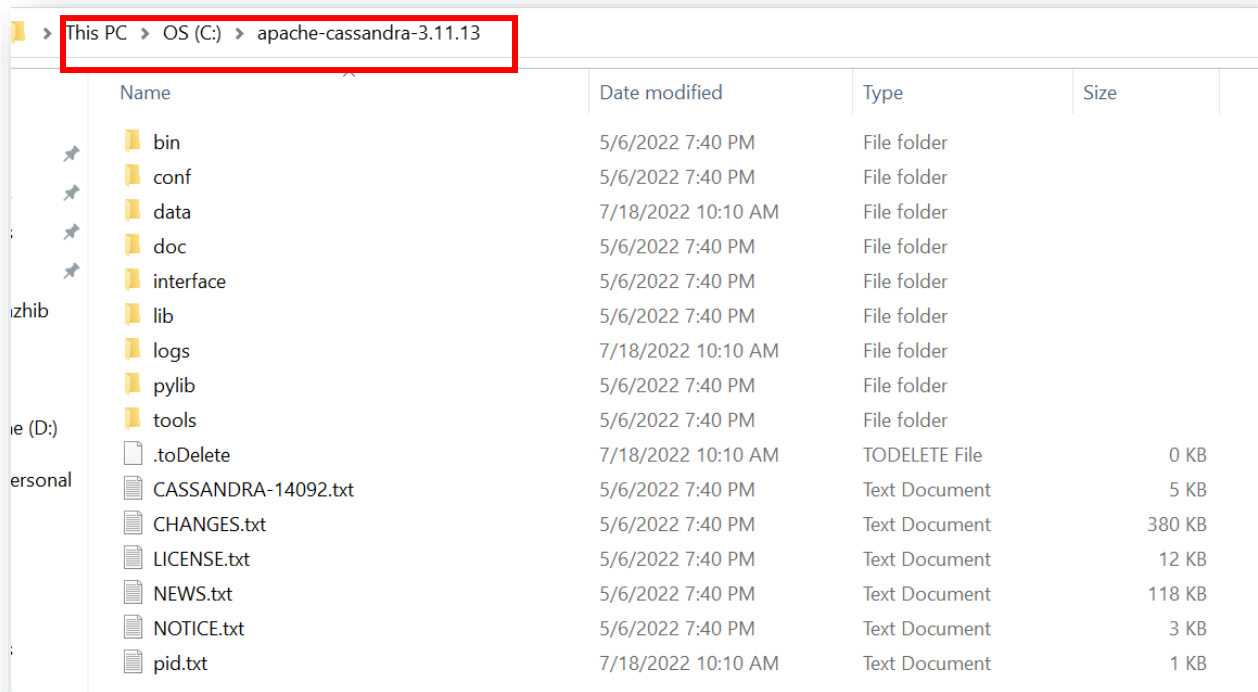 This PC > OS (C:) > apache-cassandra-3.11.13
Name Date modified Type Size
bin 5/6/2022 7:40 PM File folder
conf 5/6/2022 7:40 PM File folder
data 7/18/2022 10:10 AM File folder
doc 5/6/2022 7:40 PM File folder
interface 5/6/2022 7:40 PM File folder
lib 5/6/2022 7:40 PM File folder
logs 7/18/2022 10:10 AM File folder
pylib 5/6/2022 7:40 PM File folder
tools 5/6/2022 7:40 PM File folder
.toDelete 7/18/2022 10:10 AM TODELETE File 0 KB
CASSANDRA-14092.txt 5/6/2022 7:40 PM Text Document 5 KB
CHANGES.txt 5/6/2022 7:40 PM Text Document 380 KB
LICENSE.txt 5/6/2022 7:40 PM Text Document 12 KB
NEWS.txt 5/6/2022 7:40 PM Text Document 118 KB
NOTICE.txt 5/6/2022 7:40 PM Text Document 3 KB
pid.txt 7/18/2022 10:10 AM Text Document 1 KB
(D:)
ersonal